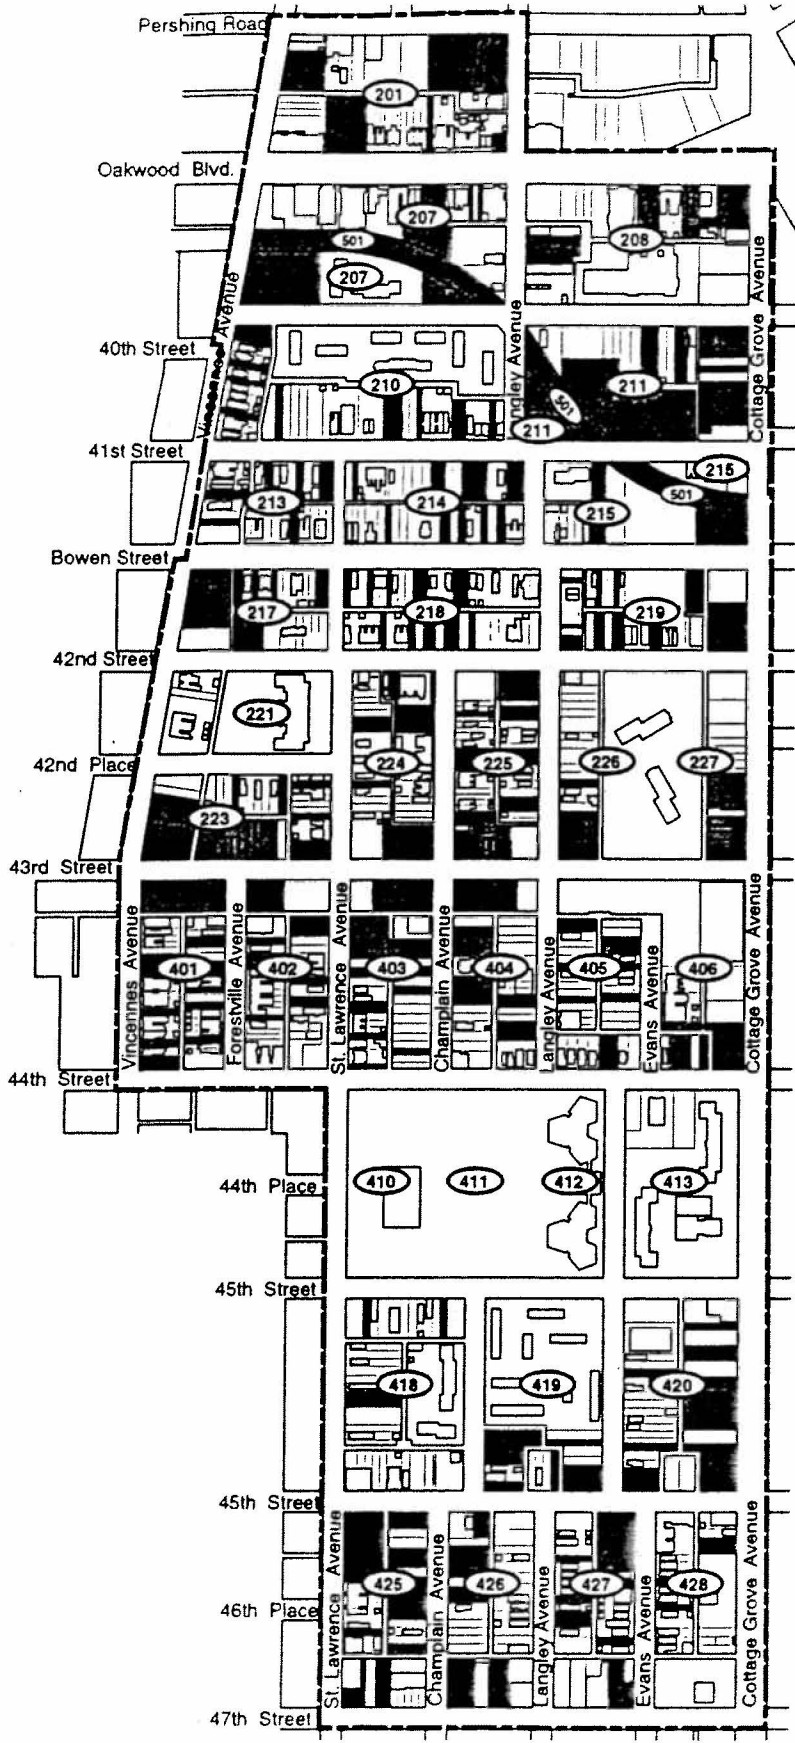 Pershing Road
201
Oakwood Blvd.
207
501
208
207
Vincennes Avenue
Langley Avenue
Cottage Grove Avenue
40th Street
210
211
501
211
41st Street
215
213
214
501
215
Bowen Street
217
218
219
42nd Street
221
42nd Place
224
225
226
227
223
43rd Street
Vincennes Avenue
Forestville Avenue
St. Lawrence Avenue
Champlain Avenue
Langley Avenue
Evans Avenue
Cottage Grove Avenue
401
402
403
404
405
406
44th Street
44th Place
410
411
412
413
45th Street
418
419
420
45th Street
St. Lawrence Avenue
Champlain Avenue
Langley Avenue
Evans Avenue
Cottage Grove Avenue
425
426
427
428
46th Place
47th Street